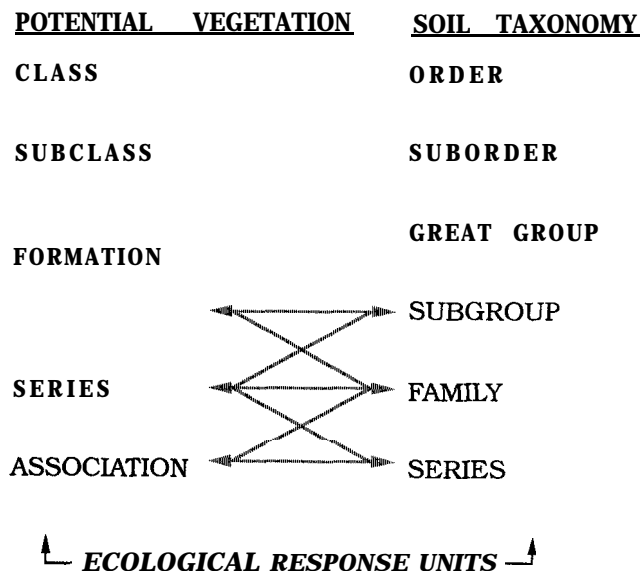 POTENTIAL VEGETATION SOIL TAXONOMY
CLASS ORDER
SUBCLASS SUBORDER
GREAT GROUP
FORMATION
SUBGROUP
SERIES FAMILY
ASSOCIATION SERIES
ECOLOGICAL RESPONSE UNITS